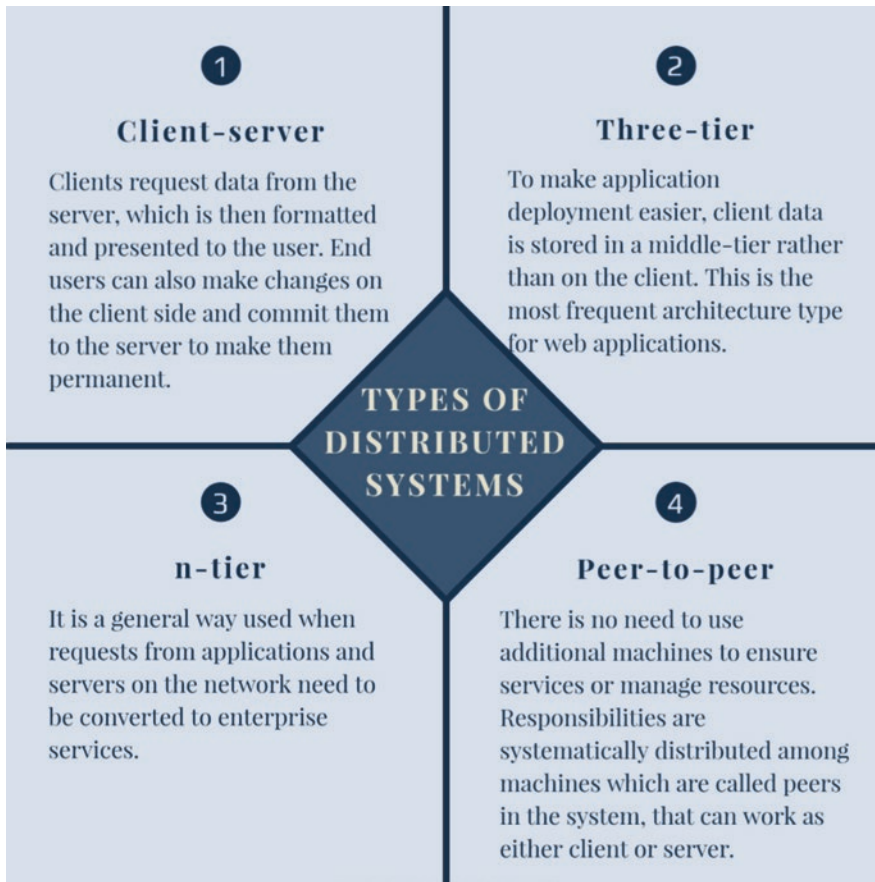 1
Client-server
Clients request data from the
server, which is then formatted
and presented to the user. End
users can also make changes on
the client side and commit them
to the server to make them
permanent.
2
Three-tier
To make application
deployment easier, client data
is stored in a middle-tier rather
than on the client. This is the
most frequent architecture type
for web applications.
TYPES OF
DISTRIBUTED
SYSTEMS
3
n-tier
It is a general way used when
requests from applications and
servers on the network need to
be converted to enterprise
services.
4
Peer-to-peer
There is no need to use
additional machines to ensure
services or manage resources.
Responsibilities are
systematically distributed among
machines which are called peers
in the system, that can work as
either client or server.